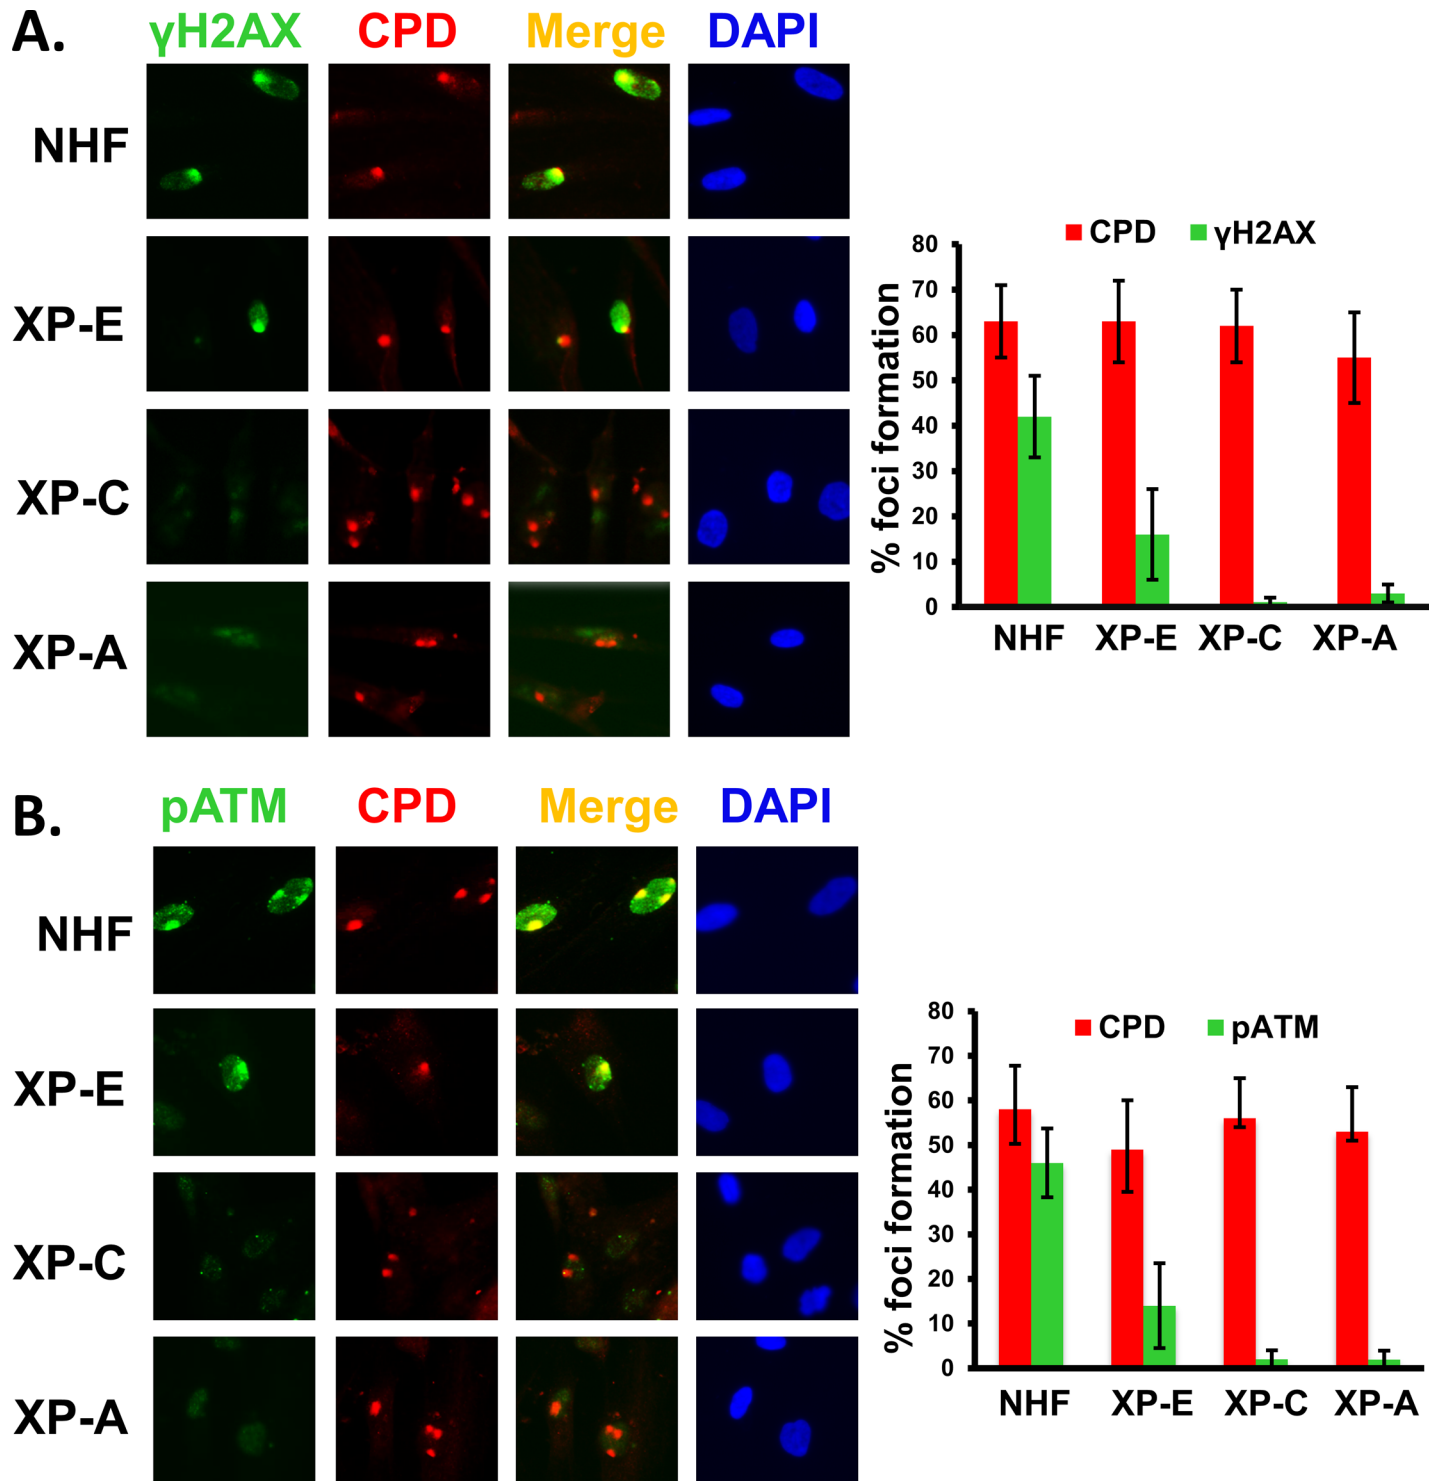 A.
γH2AX CPD Merge DAPI
NHF
XP-E
XP-C
XP-A
CPD γH2AX
% foci formation
80
70
60
50
40
30
20
10
0
NHF XP-E XP-C XP-A
B.
pATM CPD Merge DAPI
NHF
XP-E
XP-C
XP-A
CPD pATM
% foci formation
80
70
60
50
40
30
20
10
0
NHF XP-E XP-C XP-A